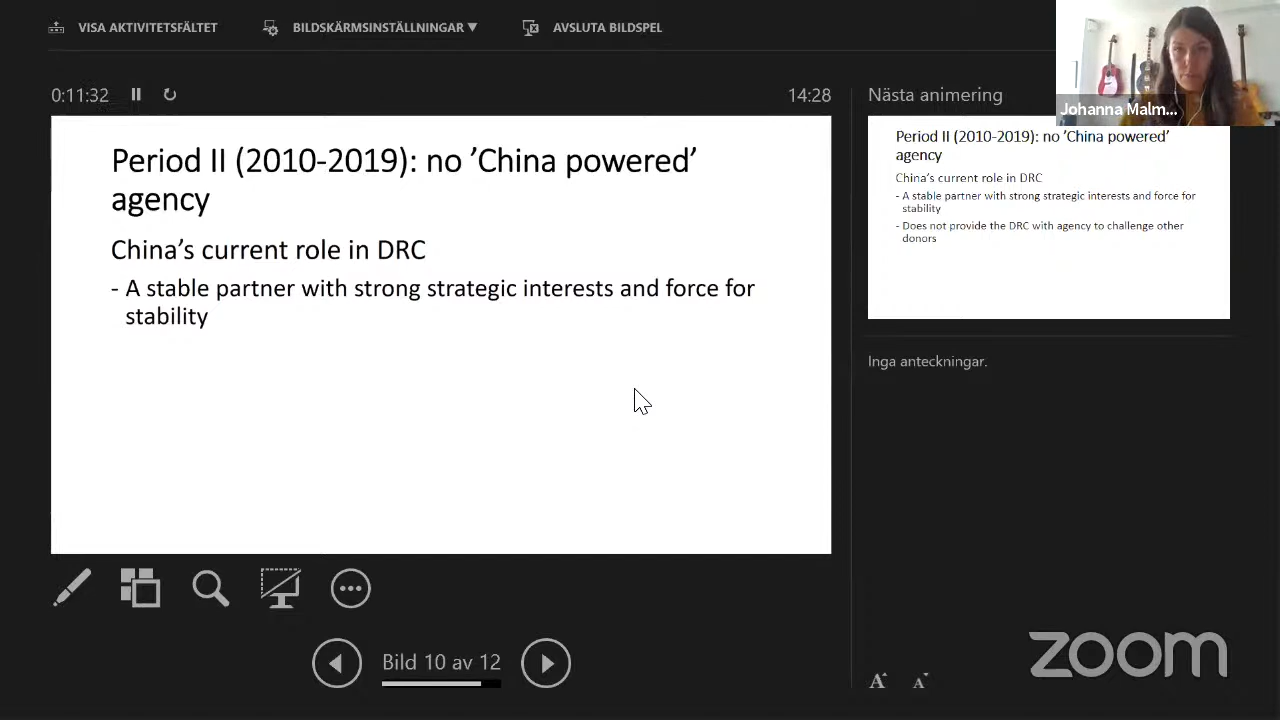 VISA AKTIVITETSFÄLTET
BILDSKÄRMSINSTÄLLNINGAR ▼
AVSLUTA BILDSPEL
0:11:32
14:28
Nästa animering
Johanna Malm...
Period II (2010-2019): no ’China powered’
agency
China’s current role in DRC
- A stable partner with strong strategic interests and force for
stability
Period II (2010-2019): no ’China powered’
agency
China’s current role in DRC
- A stable partner with strong strategic interests and force for
stability
- Does not provide the DRC with agency to challenge other
donors
Inga anteckningar.
Bild 10 av 12
A A
zoom